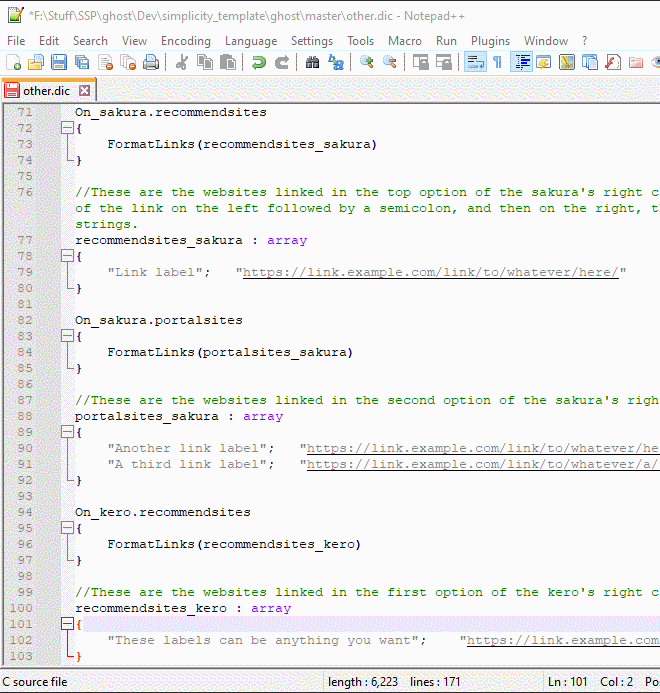 *F:\Stuff\SSP\ghost\Dev\simplicity_template\ghost\master\other.dic - Notepad++
File Edit Search View Encoding Language Settings Tools Macro Run Plugins Window ?
other.dic
71 On_sakura.recommendsites
72 {
73 FormatLinks(recommendsites_sakura)
74 }
75
76 //These are the websites linked in the top option of the sakura's right c
of the link on the left followed by a semicolon, and then on the right, t
strings.
77 recommendsites_sakura : array
78 {
79 "Link label"; "https://link.example.com/link/to/whatever/here/"
80 }
81
82 On_sakura.portalsites
83 {
84 FormatLinks(portalsites_sakura)
85 }
86
87 //These are the websites linked in the second option of the sakura's righ
88 portalsites_sakura : array
89 {
90 "Another link label"; "https://link.example.com/link/to/whatever/he
91 "A third link label"; "https://link.example.com/link/to/whatever/a/
92 }
93
94 On_kero.recommendsites
95 {
96 FormatLinks(recommendsites_kero)
97 }
98
99 //These are the websites linked in the first option of the kero's right c
100 recommendsites_kero : array
101 {
102 "These labels can be anything you want"; "https://link.example.com
103 }
C source file length : 6,223 lines : 171 Ln : 101 Col : 2 Po